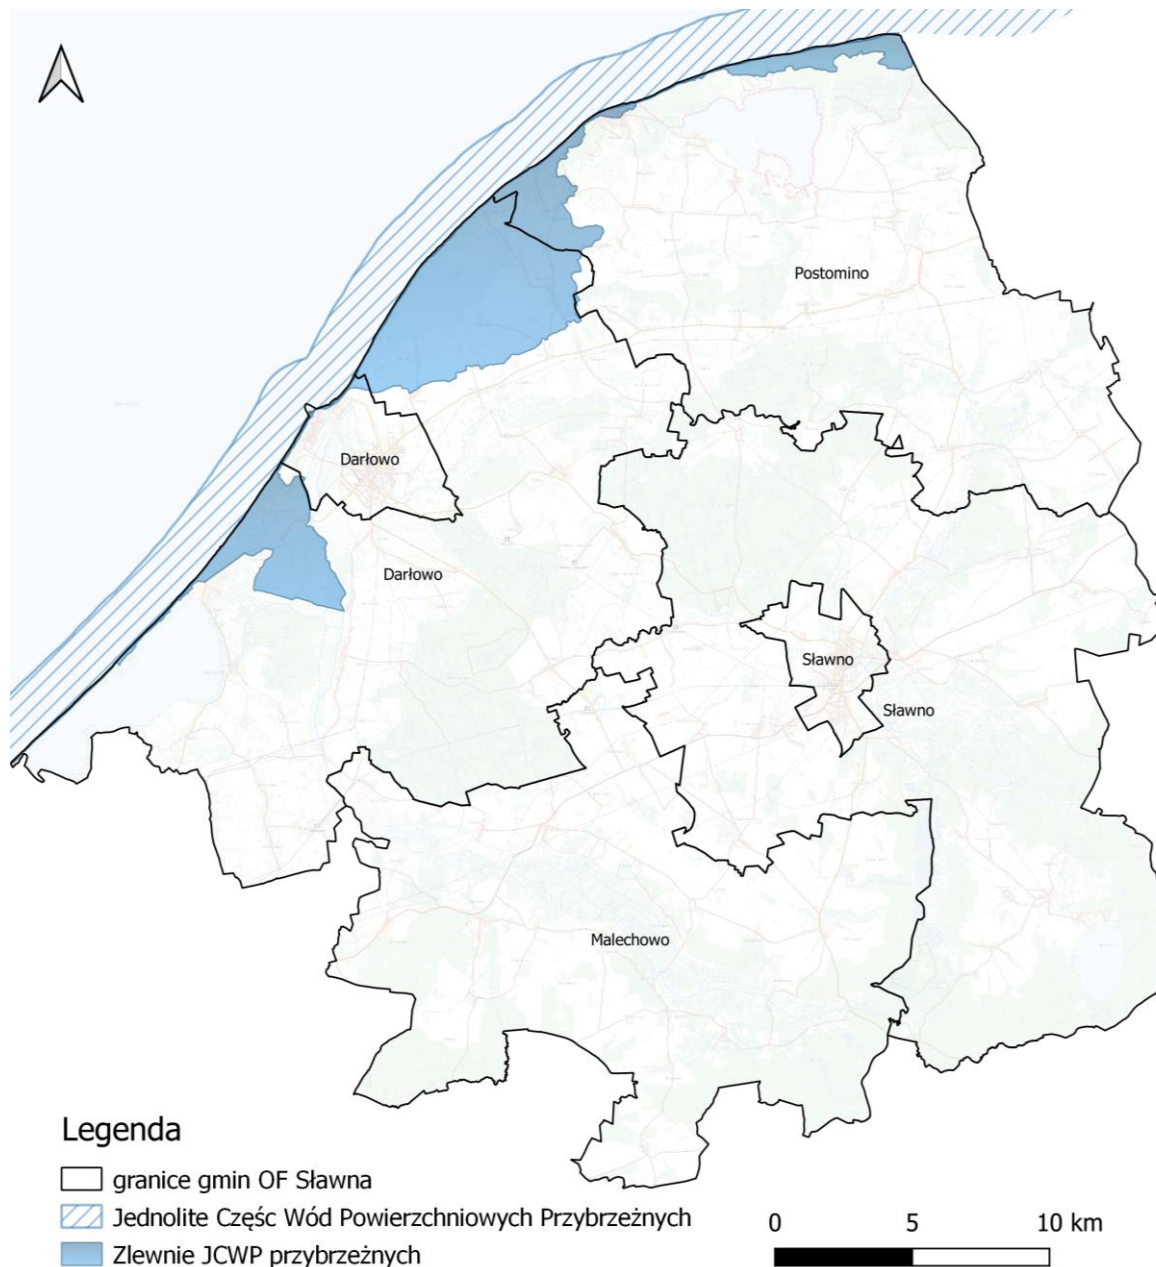 Postomino
Darłowo
Darłowo
Sławno
Sławno
Malechowo
Legenda
granice gmin OF Sławna
Jednolite Częśc Wód Powierzchniowych Przybrzeżnych
Zlewnie JCWP przybrzeżnych
0 5 10 km